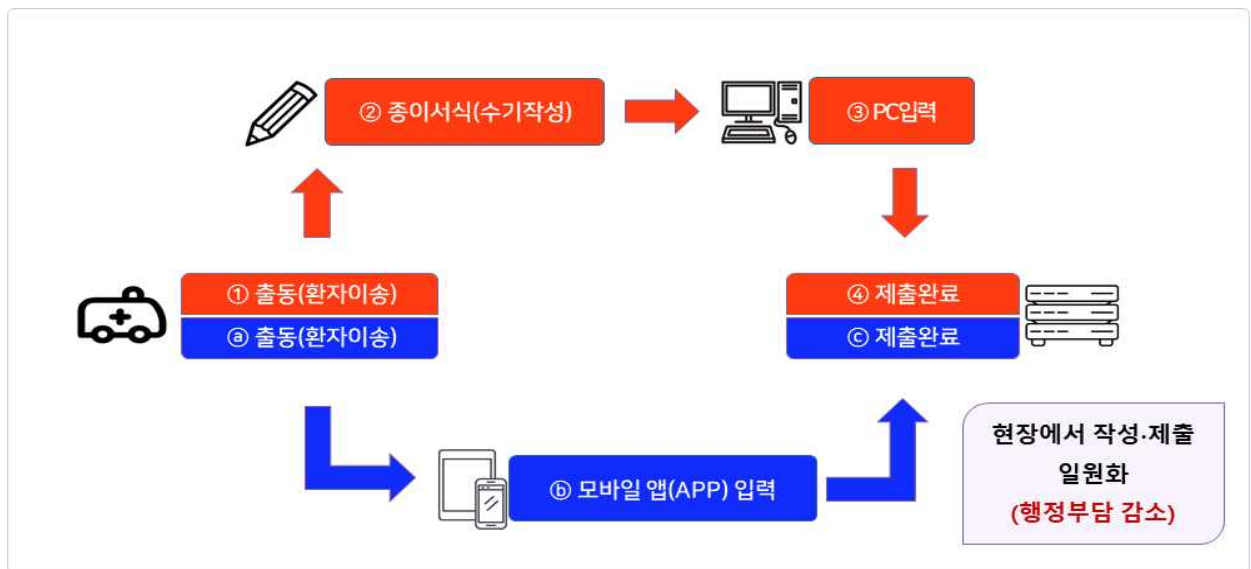 ② 종이서식(수기작성)
③ PC입력
① 출동(환자이송)
ⓐ 출동(환자이송)
④ 제출완료
ⓒ 제출완료
ⓑ 모바일 앱(APP) 입력
현장에서 작성·제출
일원화
(행정부담 감소)